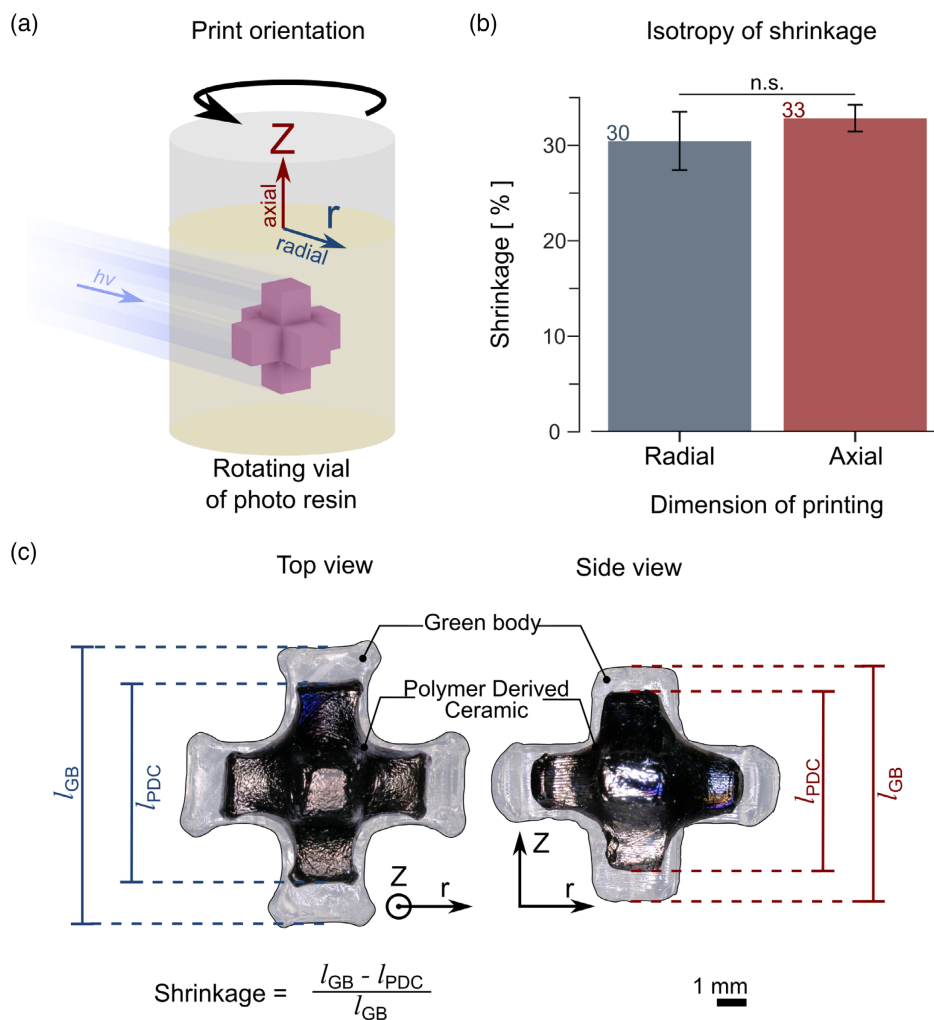 (a)
Print orientation
Z
axial
r
radial
hv
Rotating vial
of photo resin
(b)
Isotropy of shrinkage
n.s.
30
33
Shrinkage [ % ]
30
20
10
0
Radial
Axial
Dimension of printing
(c)
Top view
Side view
Green body
Polymer Derived
Ceramic
lGB
lPDC
lPDC
lGB
Z
r
Z
r
Shrinkage = lGB - lPDC
lGB
1 mm